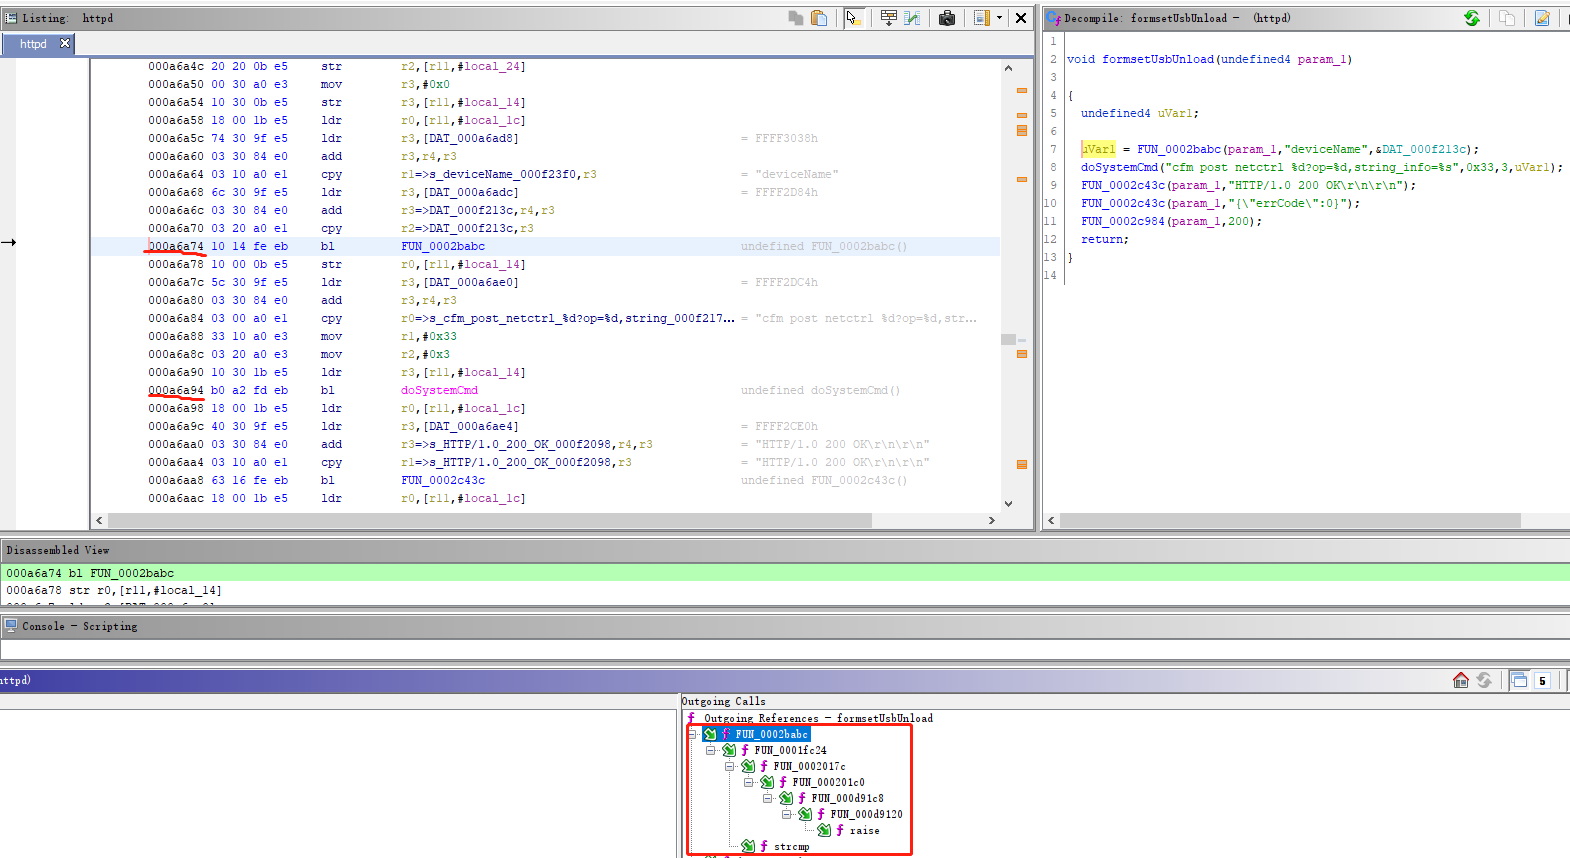 Listing: httpd
httpd
000a6a4c 20 20 0b e5 str r2,[r11,#local_24]
000a6a50 00 30 a0 e3 mov r3,#0x0
000a6a54 10 30 0b e5 str r3,[r11,#local_14]
000a6a58 18 00 1b e5 ldr r0,[r11,#local_1c]
000a6a5c 74 30 9f e5 ldr r3,[DAT_000a6ad8] = FFFF3038h
000a6a60 03 30 84 e0 add r3,r4,r3
000a6a64 03 10 a0 e1 cpy r1=>s_deviceName_000f23f0,r3 = "deviceName"
000a6a68 6c 30 9f e5 ldr r3,[DAT_000a6adc] = FFFF2D84h
000a6a6c 03 30 84 e0 add r3=>DAT_000f213c,r4,r3
000a6a70 03 20 a0 e1 cpy r2=>DAT_000f213c,r3
000a6a74 10 14 fe eb bl FUN_0002babc undefined FUN_0002babc()
000a6a78 10 00 0b e5 str r0,[r11,#local_14]
000a6a7c 5c 30 9f e5 ldr r3,[DAT_000a6ae0] = FFFF2DC4h
000a6a80 03 30 84 e0 add r3,r4,r3
000a6a84 03 00 a0 e1 cpy r0=>s_cfm_post_netctrl_%d?op=%d,string_000f217... = "cfm post netctrl %d?op=%d,str...
000a6a88 33 10 a0 e3 mov r1,#0x33
000a6a8c 03 20 a0 e3 mov r2,#0x3
000a6a90 10 30 1b e5 ldr r3,[r11,#local_14]
000a6a94 b0 a2 fd eb bl doSystemCmd undefined doSystemCmd()
000a6a98 18 00 1b e5 ldr r0,[r11,#local_1c]
000a6a9c 40 30 9f e5 ldr r3,[DAT_000a6ae4] = FFFF2CE0h
000a6aa0 03 30 84 e0 add r3=>s_HTTP/1.0_200_OK_000f2098,r4,r3 = "HTTP/1.0 200 OK\r\n\r\n"
000a6aa4 03 10 a0 e1 cpy r1=>s_HTTP/1.0_200_OK_000f2098,r3 = "HTTP/1.0 200 OK\r\n\r\n"
000a6aa8 63 16 fe eb bl FUN_0002c43c undefined FUN_0002c43c()
000a6aac 18 00 1b e5 ldr r0,[r11,#local_1c]
Decompile: formsetUsbUnload - (httpd)
1
2 void formsetUsbUnload(undefined4 param_1)
3
4 {
5 undefined4 uVar1;
6
7 uVar1 = FUN_0002babc(param_1,"deviceName",&DAT_000f213c);
8 doSystemCmd("cfm post netctrl %d?op=%d,string_info=%s",0x33,3,uVar1);
9 FUN_0002c43c(param_1,"HTTP/1.0 200 OK\r\n\r\n");
10 FUN_0002c43c(param_1,"{\"errCode\":0}");
11 FUN_0002c984(param_1,200);
12 return;
13 }
14
Disassembled View
000a6a74 bl FUN_0002babc
000a6a78 str r0,[r11,#local_14]
Console - Scripting
httpd)
5
Outgoing Calls
f Outgoing References - formsetUsbUnload
f FUN_0002babc
f FUN_0001fc24
f FUN_0002017c
f FUN_000201c0
f FUN_000d91c8
f FUN_000d9120
f raise
f strcmp